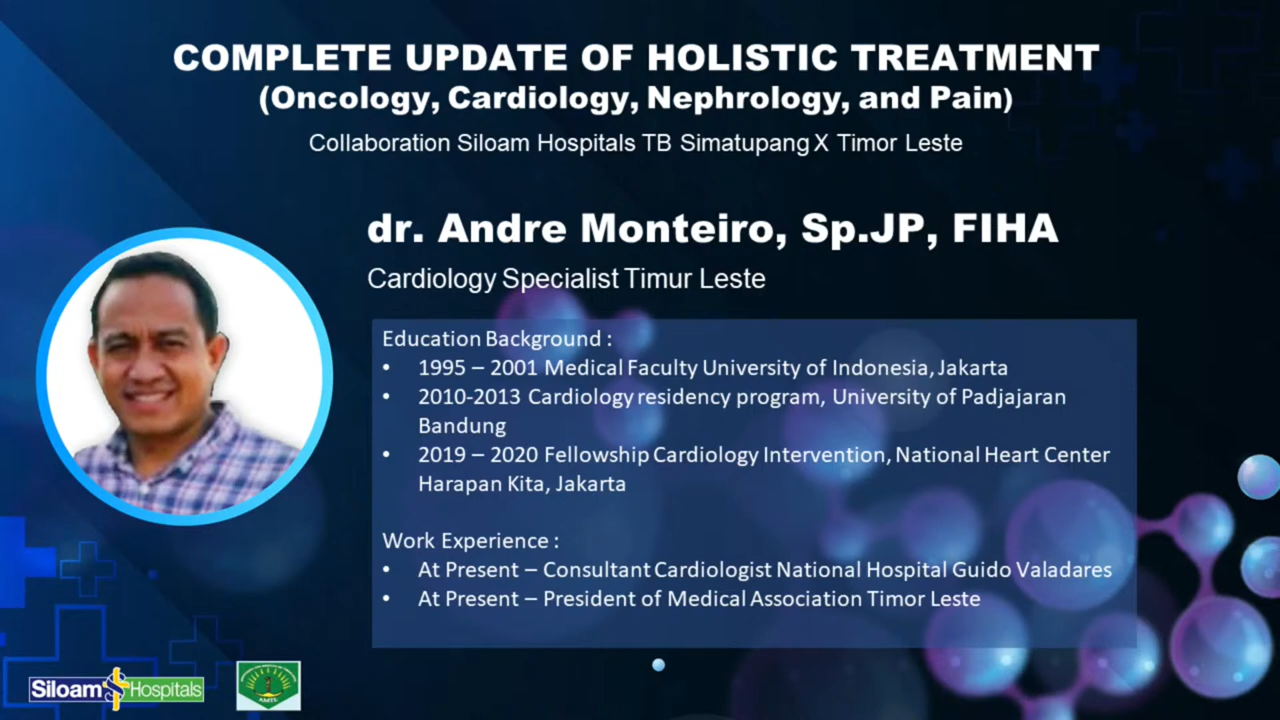 COMPLETE UPDATE OF HOLISTIC TREATMENT
(Oncology, Cardiology, Nephrology, and Pain)
Collaboration Siloam Hospitals TB Simatupang X Timor Leste
dr. Andre Monteiro, Sp.JP, FIHA
Cardiology Specialist Timur Leste
Education Background :
• 1995 – 2001 Medical Faculty University of Indonesia, Jakarta
• 2010-2013 Cardiology residency program, University of Padjajaran
Bandung
• 2019 – 2020 Fellowship Cardiology Intervention, National Heart Center
Harapan Kita, Jakarta
Work Experience :
• At Present – Consultant Cardiologist National Hospital Guido Valadares
• At Present – President of Medical Association Timor Leste
Siloam Hospitals